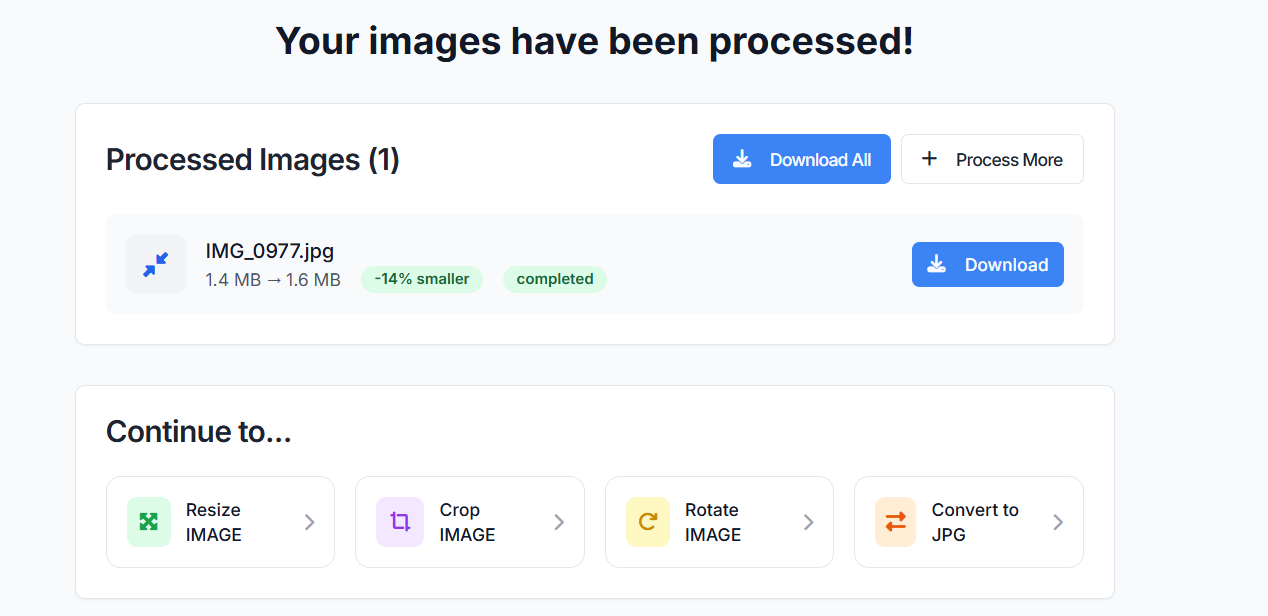 Your images have been processed!
Processed Images (1)
Download All
Process More
IMG_0977.jpg
1.4 MB → 1.6 MB
-14% smaller
completed
Download
Continue to...
Resize
IMAGE
Crop
IMAGE
Rotate
IMAGE
Convert to
JPG